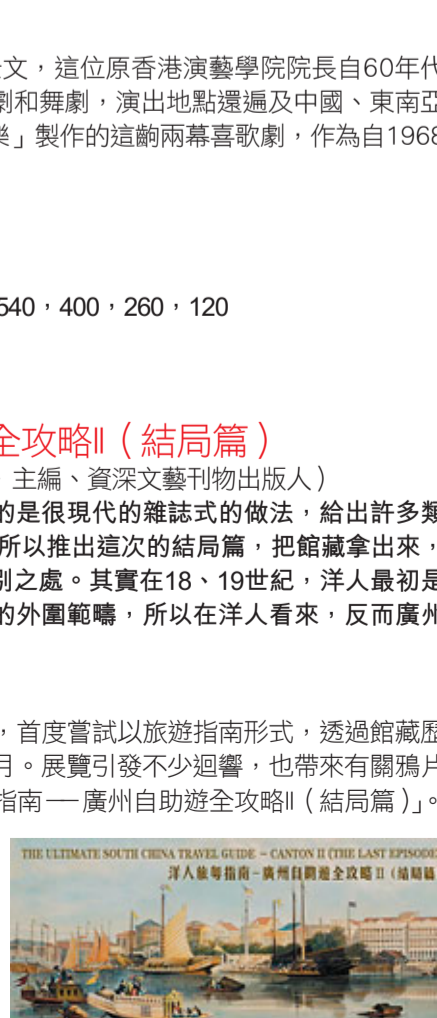 文，這位原香港演藝學院院長自60年代
劇和舞劇，演出地點還遍及中國、東南亞
樂」製作的這齣兩幕喜歌劇，作為自1968
540，400，260，120
全攻略II（結局篇）
主編、資深文藝刊物出版人）
的是很現代的雜誌式的做法，給出許多類
所以推出這次的結局篇，把館藏拿出來，
別之處。其實在18、19世紀，洋人最初是
的外圍範疇，所以在洋人看來，反而廣州
，首度嘗試以旅遊指南形式，透過館藏歷
月。展覽引發不少迴響，也帶來有關鴉片
指南──廣州自助遊全攻略II（結局篇）」。
THE ULTIMATE SOUTH CHINA TRAVEL GUIDE – CANTON II (THE LAST EPISODE
洋人旅粵指南－廣州自助遊全攻略 II（結局篇